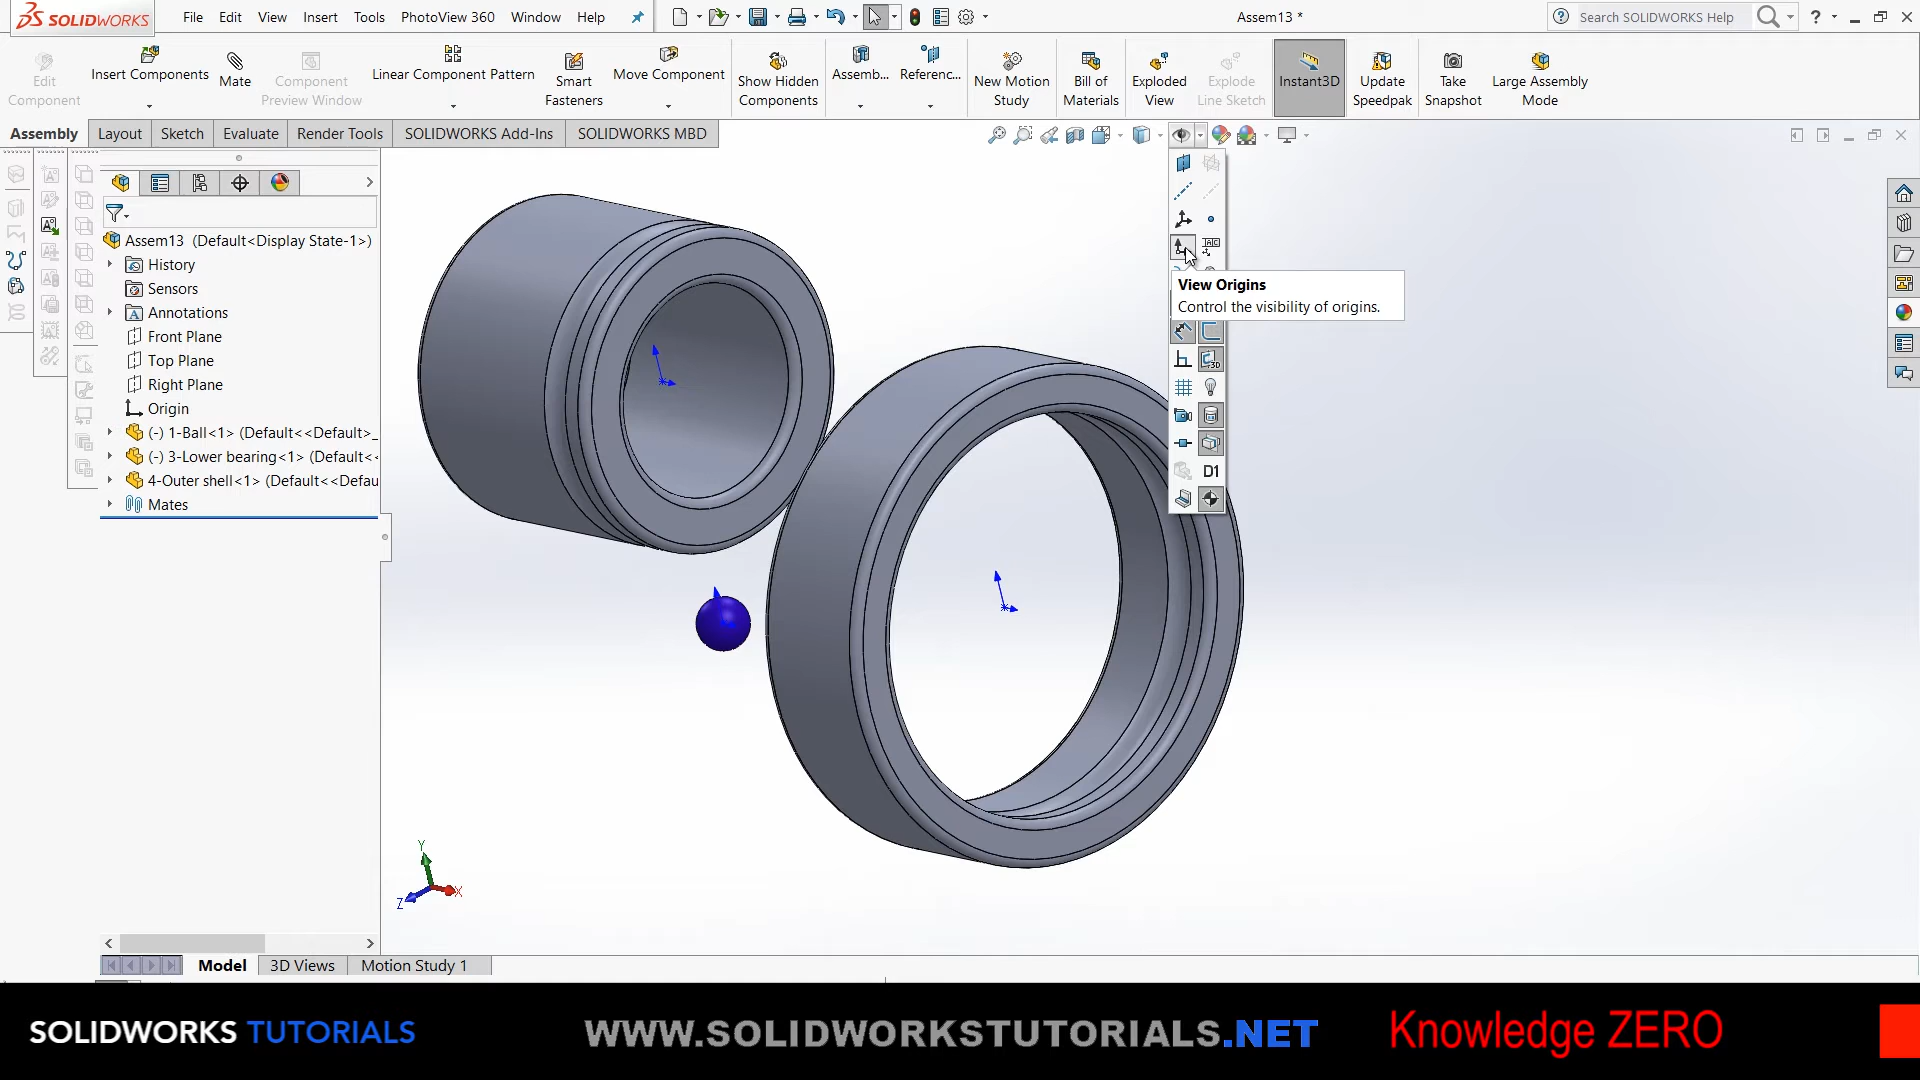 SOLIDWORKS
File Edit View Insert Tools PhotoView 360 Window Help
Assem13 *
Search SOLIDWORKS Help
Edit Component
Insert Components
Mate
Component Preview Window
Linear Component Pattern
Smart Fasteners
Move Component
Show Hidden Components
Assemb...
Referenc...
New Motion Study
Bill of Materials
Exploded View
Explode Line Sketch
Instant3D
Update Speedpak
Take Snapshot
Large Assembly Mode
Assembly Layout Sketch Evaluate Render Tools SOLIDWORKS Add-Ins SOLIDWORKS MBD
Assem13 (Default<Display State-1>)
History
Sensors
Annotations
Front Plane
Top Plane
Right Plane
Origin
(-) 1-Ball<1> (Default<<Default>_
(-) 3-Lower bearing<1> (Default<<
4-Outer shell<1> (Default<<Defau
Mates
View Origins
Control the visibility of origins.
D1
Y
X
Z
Model 3D Views Motion Study 1
SOLIDWORKS TUTORIALS
WWW.SOLIDWORKSTUTORIALS.NET
Knowledge ZERO